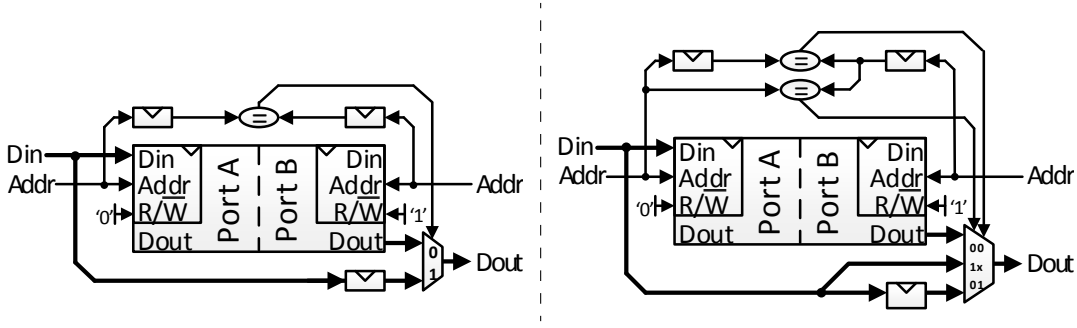 Din
Addr
'0'
=
Din
Addr
R/W̅
Dout
Port A
Port B
Din
Addr
R/W̅
Dout
Addr
'1'
0
1
Dout
Din
Addr
'0'
=
=
Din
Addr
R/W̅
Dout
Port A
Port B
Din
Addr
R/W̅
Dout
Addr
'1'
00
1x
01
Dout